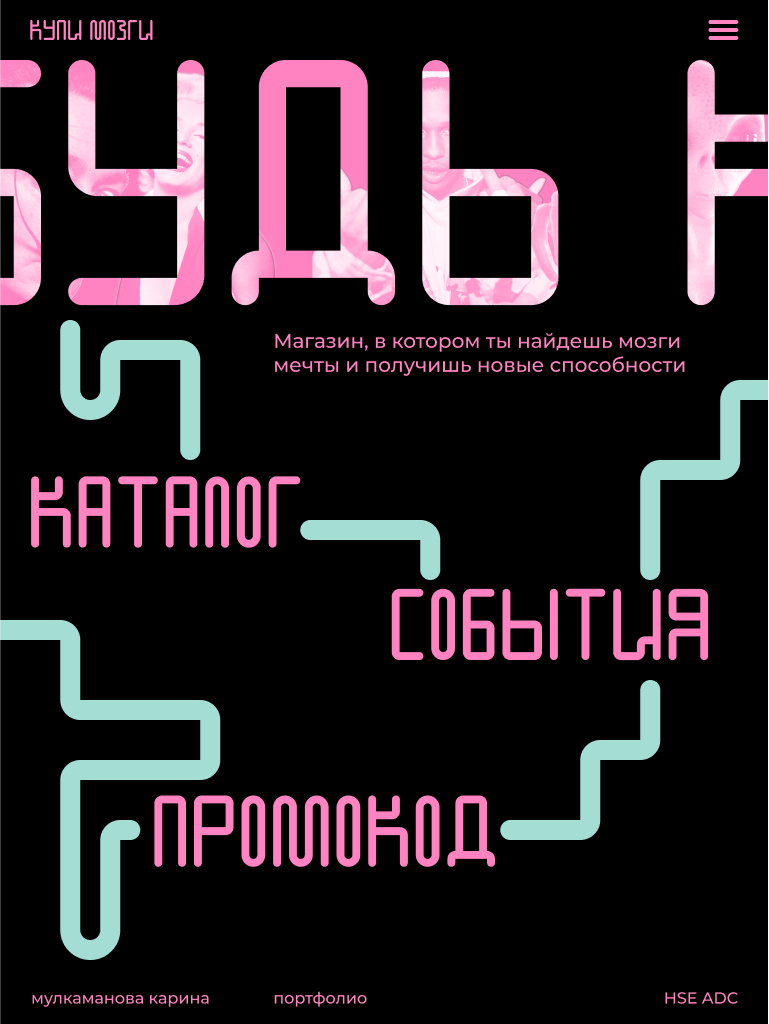 КУПИ МОЗГИ
БУДЬ К
Магазин, в котором ты найдешь мозги
мечты и получишь новые способности
КАТАЛОГ
СОБЫТИЯ
ПРОМОКОД
мулкаманова карина
портфолио
HSE ADC